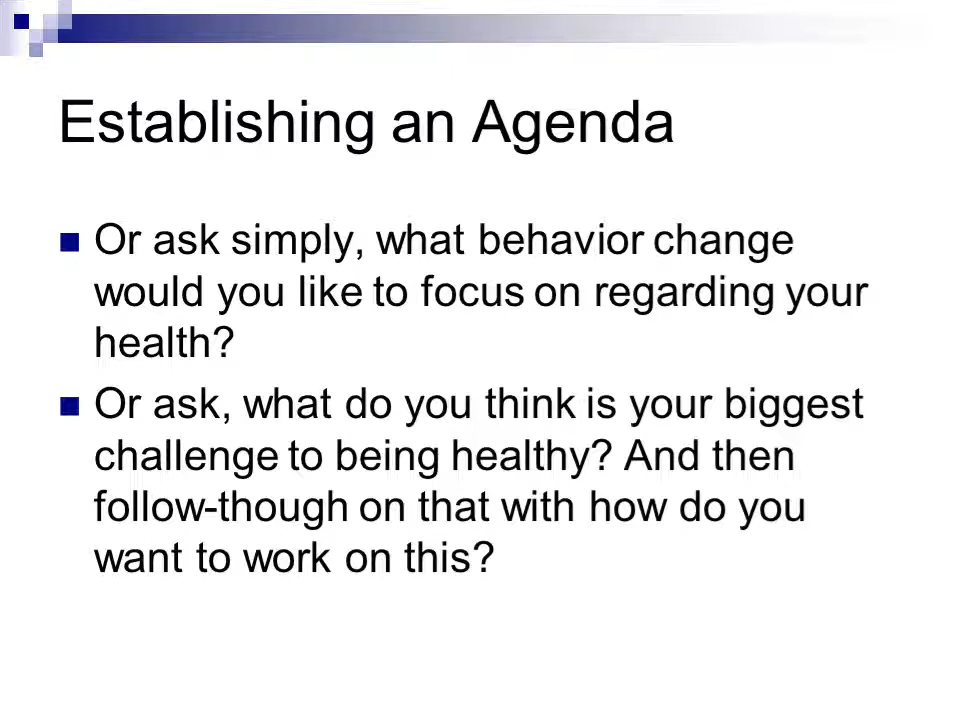 Establishing an Agenda
Or ask simply, what behavior change
would you like to focus on regarding your
health?
Or ask, what do you think is your biggest
challenge to being healthy? And then
follow-though on that with how do you
want to work on this?